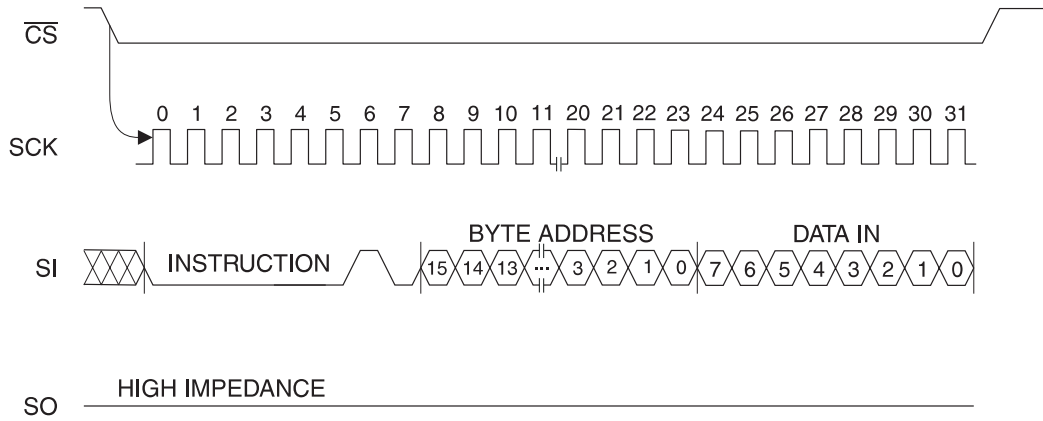 CS
0 1 2 3 4 5 6 7 8 9 10 11 20 21 22 23 24 25 26 27 28 29 30 31
SCK
BYTE ADDRESS DATA IN
SI INSTRUCTION 15 14 13 ... 3 2 1 0 7 6 5 4 3 2 1 0
HIGH IMPEDANCE
SO